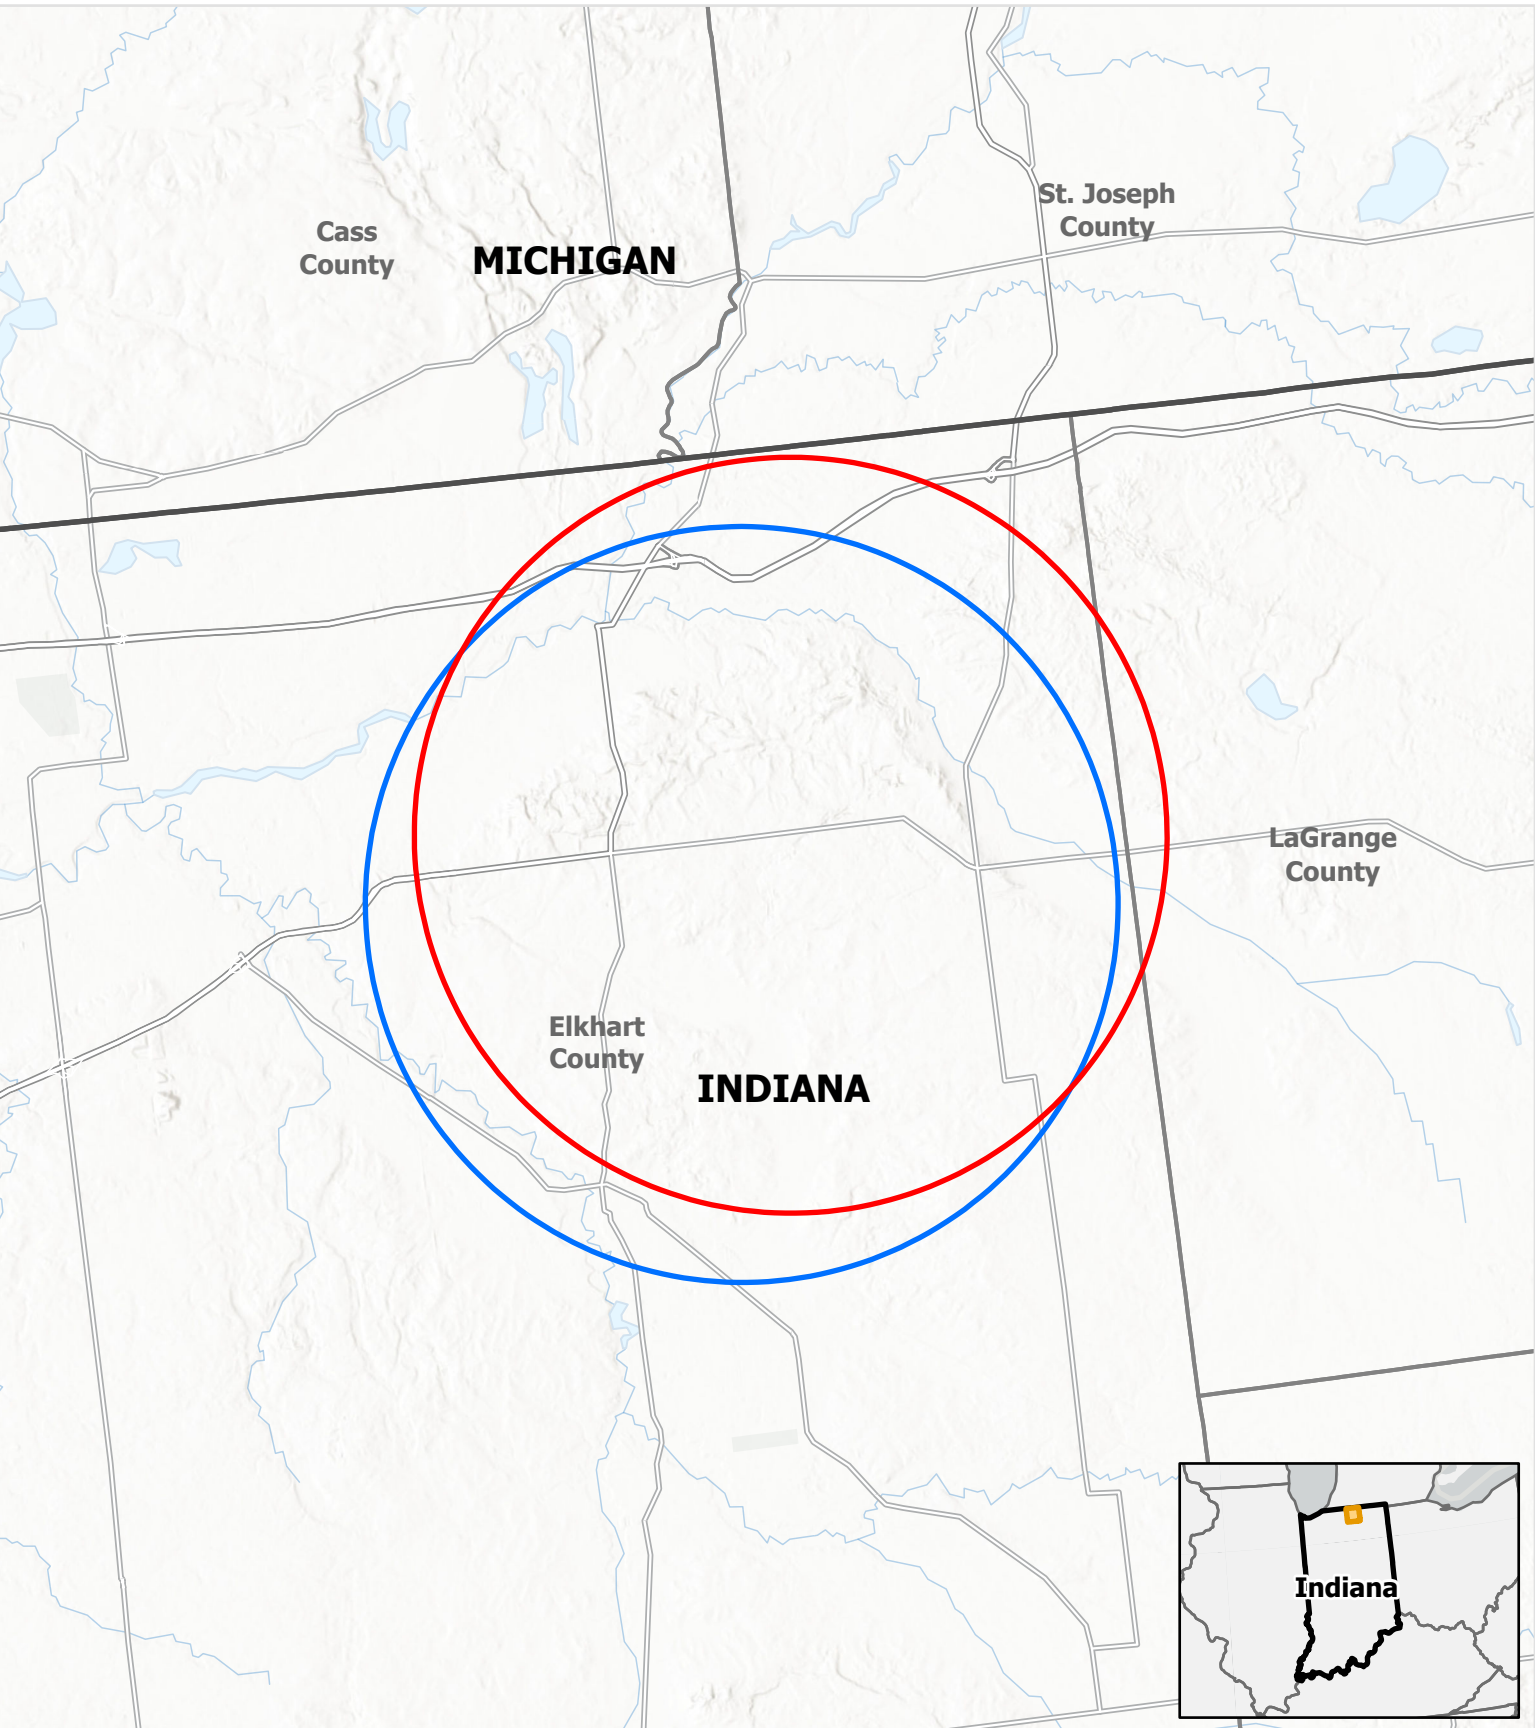 St. Joseph
County
Cass
County
MICHIGAN
LaGrange
County
Elkhart
County
INDIANA
Indiana